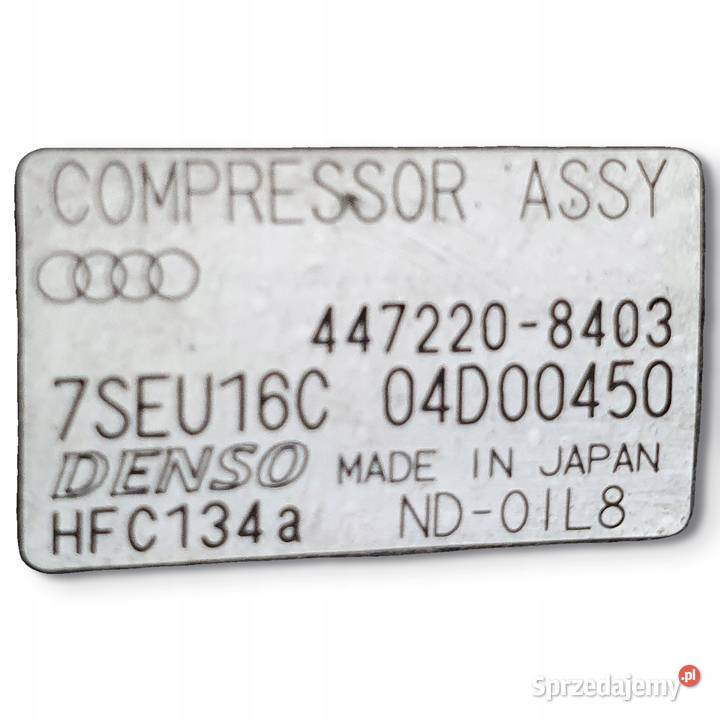 COMPRESSOR ASSY
447220-8403
7SEU16C 04D00450
DENSO MADE IN JAPAN
HFC134a ND-OIL8
Sprzedajemy.pl